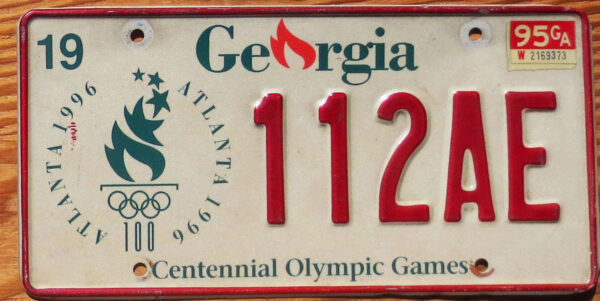 19
Georgia
95 GA
W 2169373
ATLANTA 1996
ATLANTA 1996
100
112AE
Centennial Olympic Games